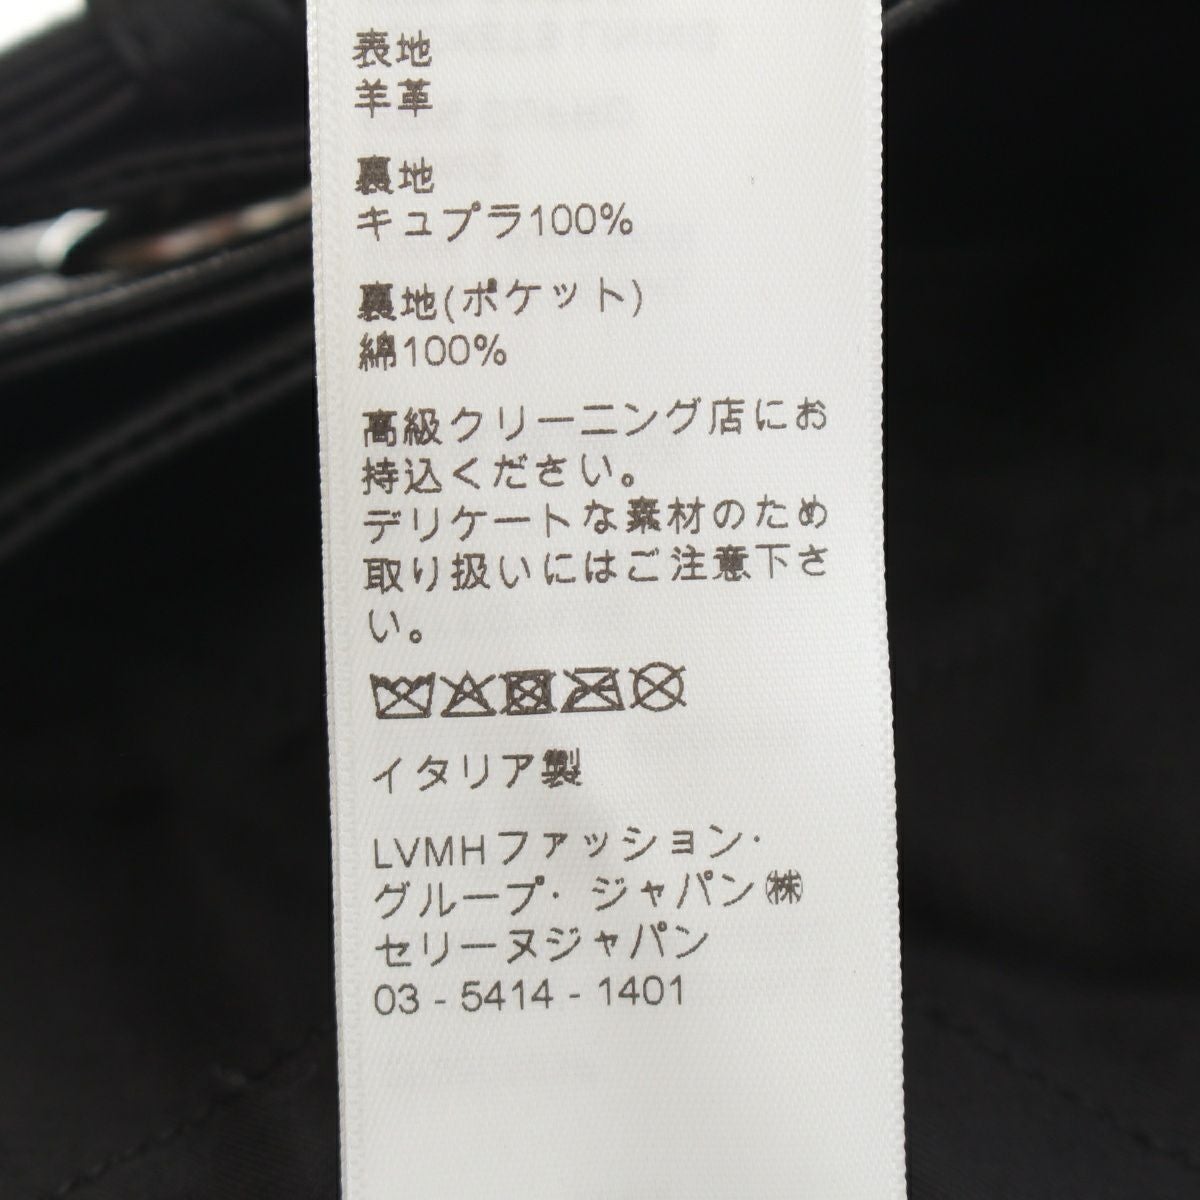 表地
羊革
裏地
キュプラ100%
裏地(ポケット)
綿100%
高級クリーニング店にお
持込ください。
デリケートな素材のため
取り扱いにはご注意下さ
い。
イタリア製
LVMHファッション・
グループ・ジャパン㈱
セリーヌジャパン
03 - 5414 - 1401